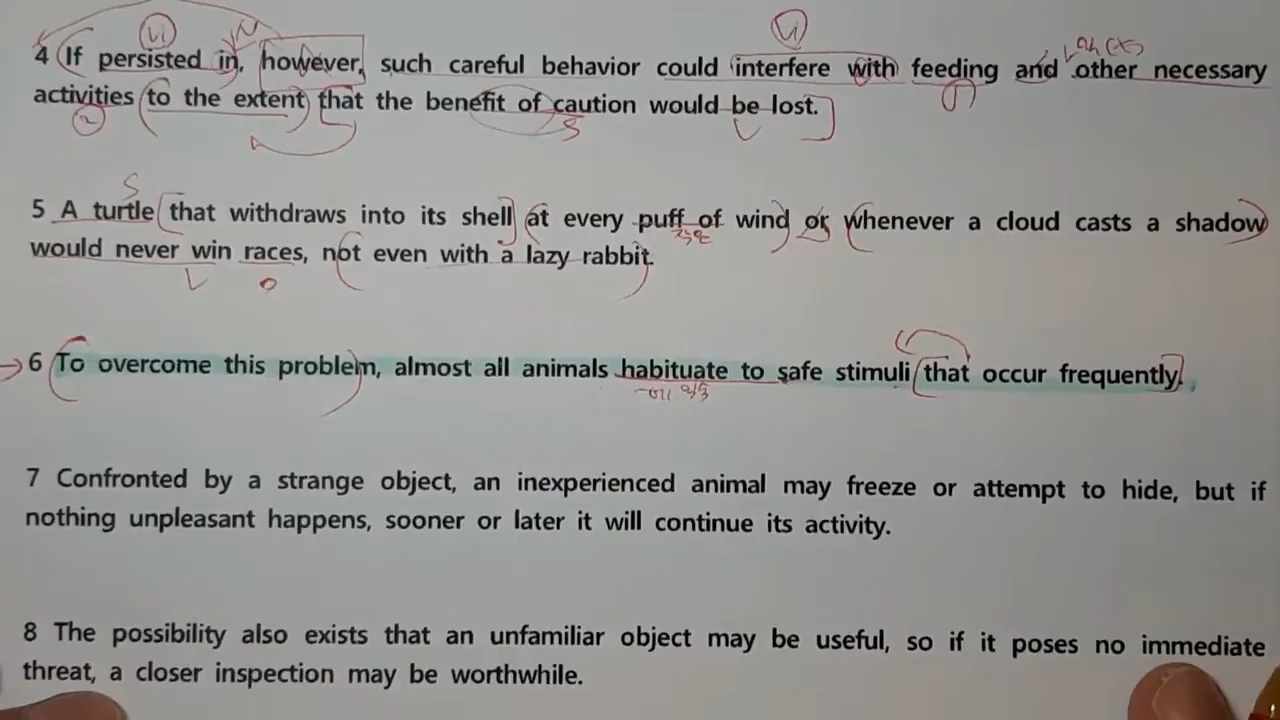 4 If persisted in, however, such careful behavior could interfere with feeding and other necessary
activities to the extent that the benefit of caution would be lost.
5 A turtle that withdraws into its shell at every puff of wind or whenever a cloud casts a shadow
would never win races, not even with a lazy rabbit.
6 To overcome this problem, almost all animals habituate to safe stimuli that occur frequently.
7 Confronted by a strange object, an inexperienced animal may freeze or attempt to hide, but if
nothing unpleasant happens, sooner or later it will continue its activity.
8 The possibility also exists that an unfamiliar object may be useful, so if it poses no immediate
threat, a closer inspection may be worthwhile.